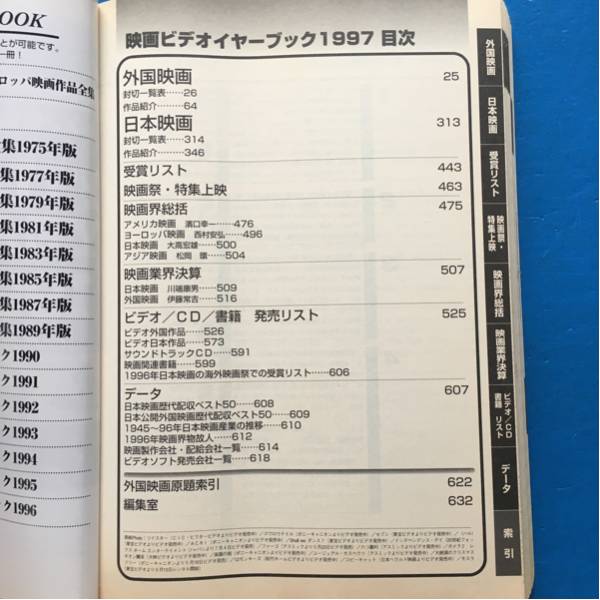 OOK
とが可能です。
一冊！
ロッパ映画作品全集
集1975年版
集1977年版
集1979年版
集1981年版
集1983年版
集1985年版
集1987年版
集1989年版
ク1990
ク1991
ク1992
ク1993
ク1994
ク1995
ク1996
映画ビデオイヤーブック1997 目次
外国映画 25
封切一覧表……26
作品紹介……64
日本映画 313
封切一覧表……314
作品紹介……346
受賞リスト 443
映画祭・特集上映 463
映画界総括 475
アメリカ映画 濱口幸一……476
ヨーロッパ映画 西村安弘……496
日本映画 大高宏雄……500
アジア映画 松岡 環……504
映画業界決算 507
日本映画 川端靖男……509
外国映画 伊藤常吉……516
ビデオ／CD／書籍 発売リスト 525
ビデオ外国作品……526
ビデオ日本作品……573
サウンドトラックCD……591
映画関連書籍……599
1996年日本映画の海外映画祭での受賞リスト……606
データ 607
日本映画歴代配収ベスト50……608
日本公開外国映画歴代配収ベスト50……609
1945〜96年日本映画産業の推移……610
1996年映画界物故人……612
映画製作会社・配給会社一覧……614
ビデオソフト発売会社一覧……618
外国映画原題索引 622
編集室 632
外国映画
日本映画
受賞リスト
映画祭・
特集上映
映画界総括
映画業界決算
ビデオ／CD
書籍 リスト
データ
索引